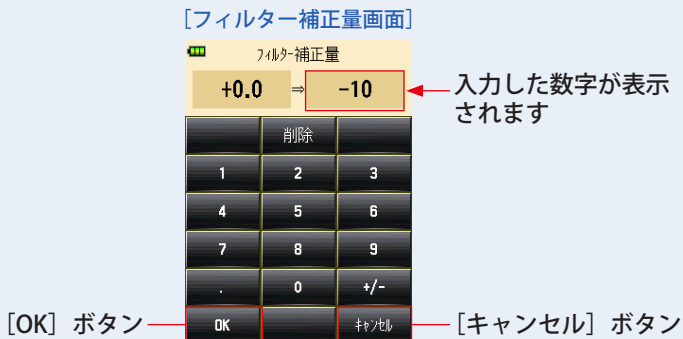 [フィルター補正量画面]
ﾌｨﾙﾀｰ補正量
+0.0 ⇒ -10
入力した数字が表示
されます
削除
1 2 3
4 5 6
7 8 9
. 0 +/-
[OK] ボタン
OK ｷｬﾝｾﾙ
[キャンセル] ボタン